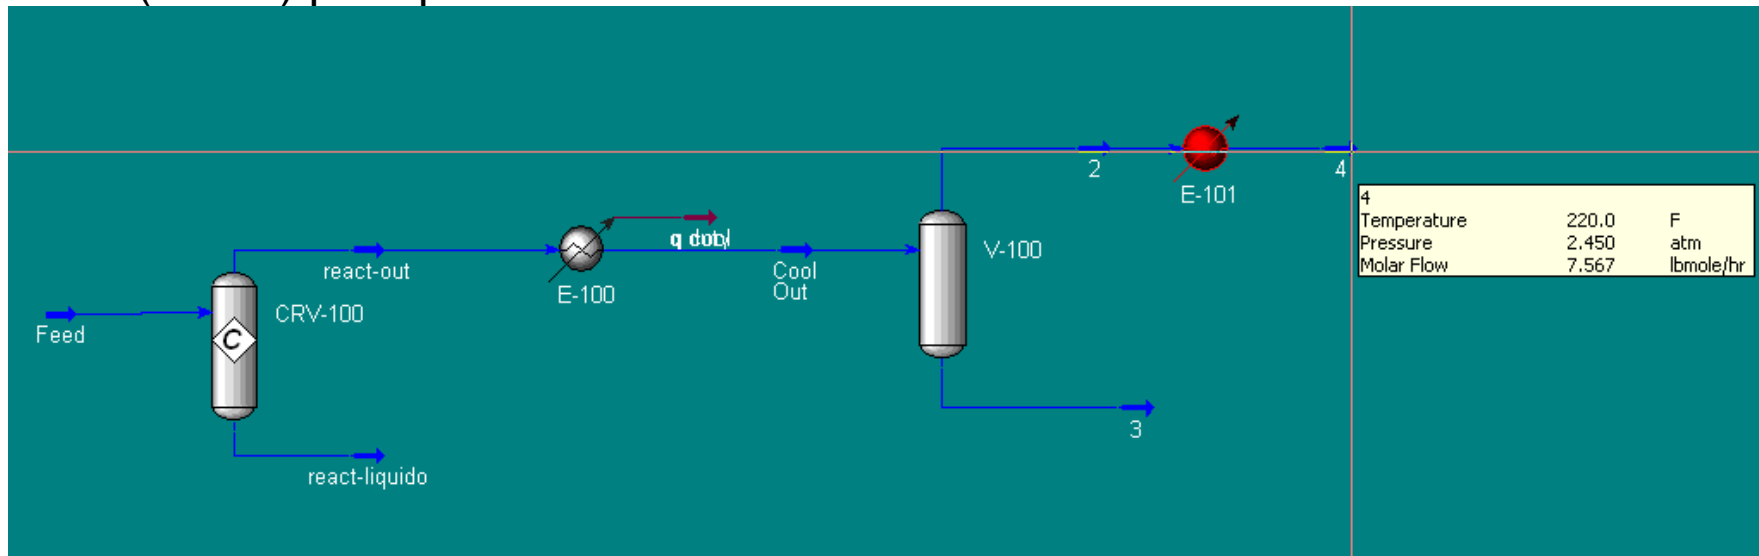 2
4
E-101
4
Temperature 220.0 F
Pressure 2.450 atm
Molar Flow 7.567 lbmole/hr
q
V-100
react-out
Cool
Out
E-100
CRV-100
Feed
C
3
react-liquido